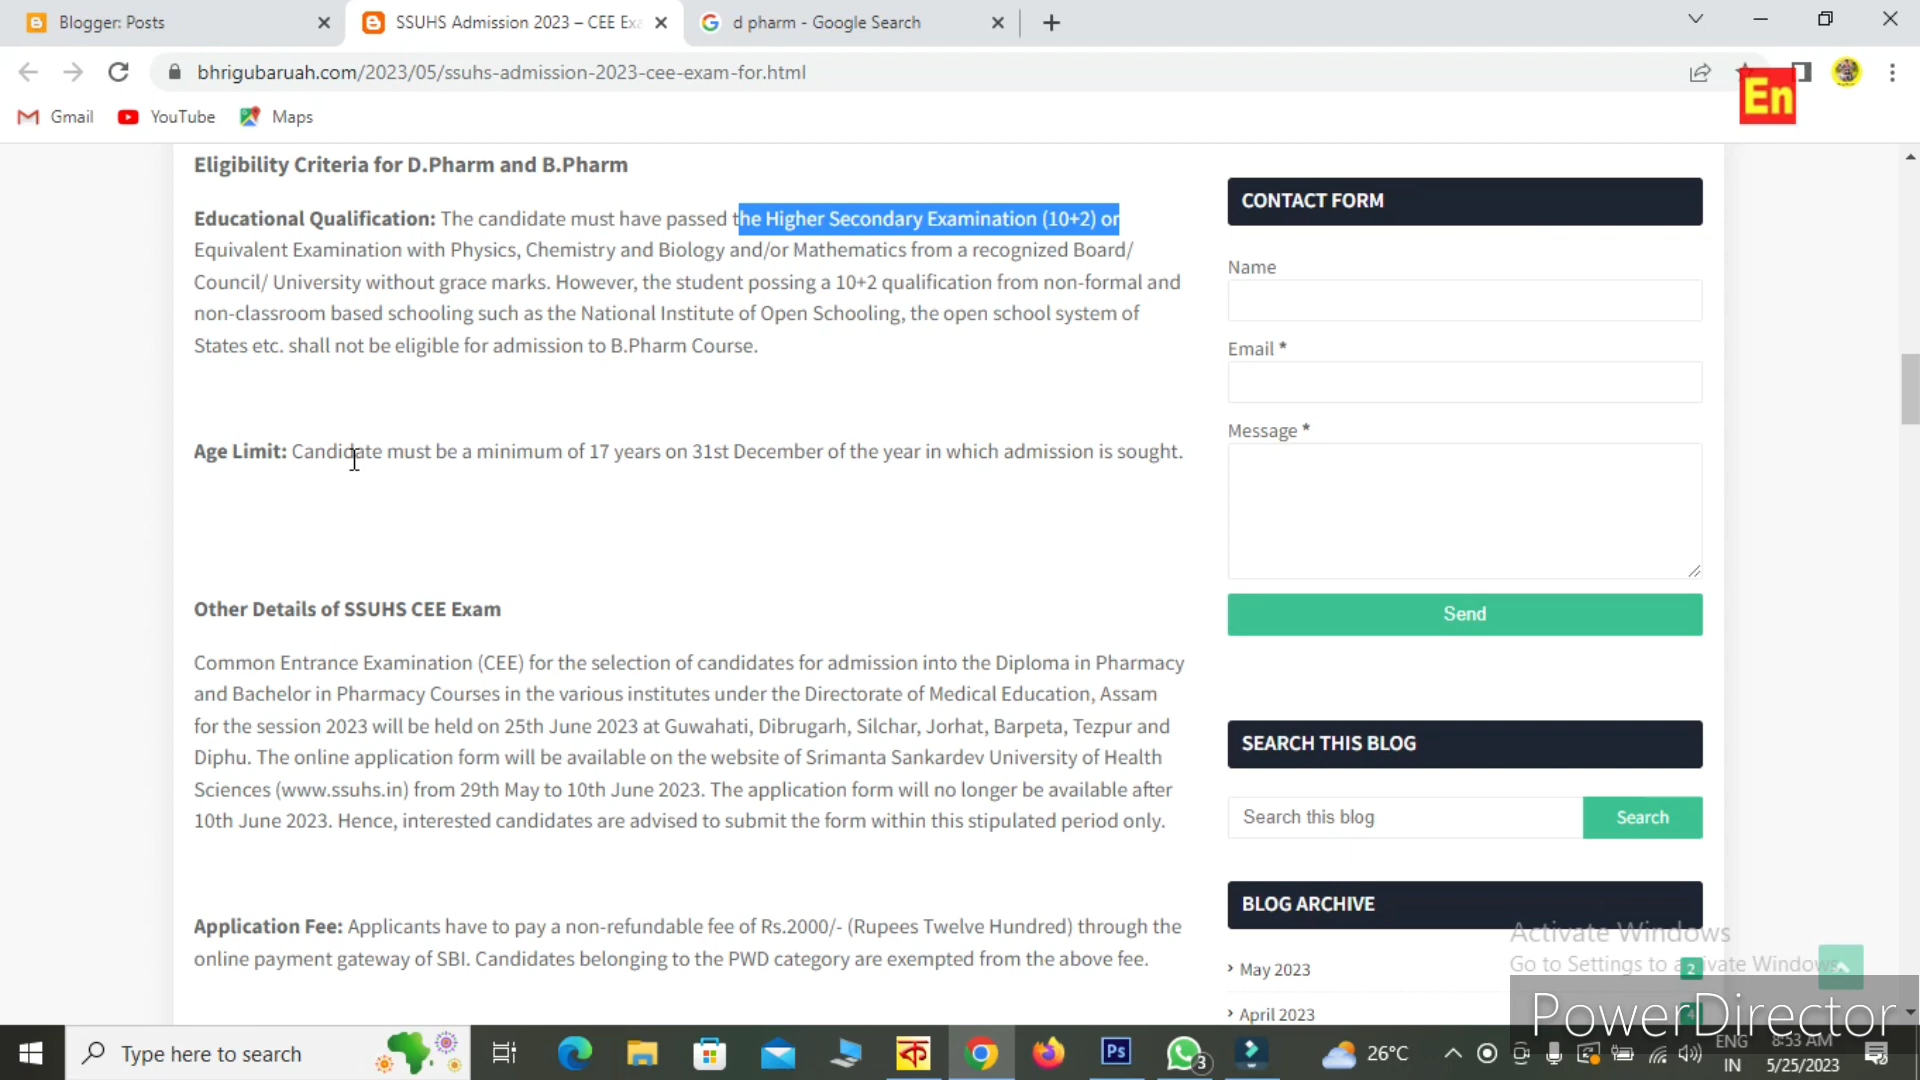 Blogger: Posts
SSUHS Admission 2023 – CEE Exa
d pharm - Google Search
bhrigubaruah.com/2023/05/ssuhs-admission-2023-cee-exam-for.html
En
Gmail
YouTube
Maps
Eligibility Criteria for D.Pharm and B.Pharm
Educational Qualification: The candidate must have passed the Higher Secondary Examination (10+2) or
Equivalent Examination with Physics, Chemistry and Biology and/or Mathematics from a recognized Board/
Council/ University without grace marks. However, the student possing a 10+2 qualification from non-formal and
non-classroom based schooling such as the National Institute of Open Schooling, the open school system of
States etc. shall not be eligible for admission to B.Pharm Course.
Age Limit: Candidate must be a minimum of 17 years on 31st December of the year in which admission is sought.
Other Details of SSUHS CEE Exam
Common Entrance Examination (CEE) for the selection of candidates for admission into the Diploma in Pharmacy
and Bachelor in Pharmacy Courses in the various institutes under the Directorate of Medical Education, Assam
for the session 2023 will be held on 25th June 2023 at Guwahati, Dibrugarh, Silchar, Jorhat, Barpeta, Tezpur and
Diphu. The online application form will be available on the website of Srimanta Sankardev University of Health
Sciences (www.ssuhs.in) from 29th May to 10th June 2023. The application form will no longer be available after
10th June 2023. Hence, interested candidates are advised to submit the form within this stipulated period only.
Application Fee: Applicants have to pay a non-refundable fee of Rs.2000/- (Rupees Twelve Hundred) through the
online payment gateway of SBI. Candidates belonging to the PWD category are exempted from the above fee.
CONTACT FORM
Name
Email *
Message *
Send
SEARCH THIS BLOG
Search this blog
Search
BLOG ARCHIVE
May 2023
2
April 2023
4
Activate Windows
Go to Settings to activate Windows.
PowerDirector
Type here to search
Ps
3
26°C
ENG
IN
8:53 AM
5/25/2023